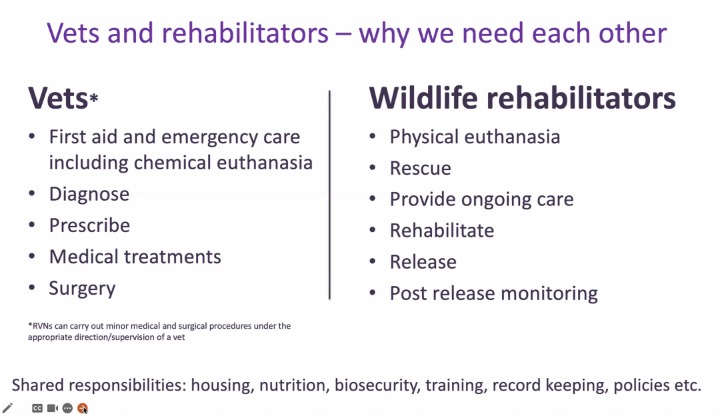 Vets and rehabilitators – why we need each other
Vets*
• First aid and emergency care
including chemical euthanasia
• Diagnose
• Prescribe
• Medical treatments
• Surgery
*RVNs can carry out minor medical and surgical procedures under the
appropriate direction/supervision of a vet
Wildlife rehabilitators
• Physical euthanasia
• Rescue
• Provide ongoing care
• Rehabilitate
• Release
• Post release monitoring
Shared responsibilities: housing, nutrition, biosecurity, training, record keeping, policies etc.
CC